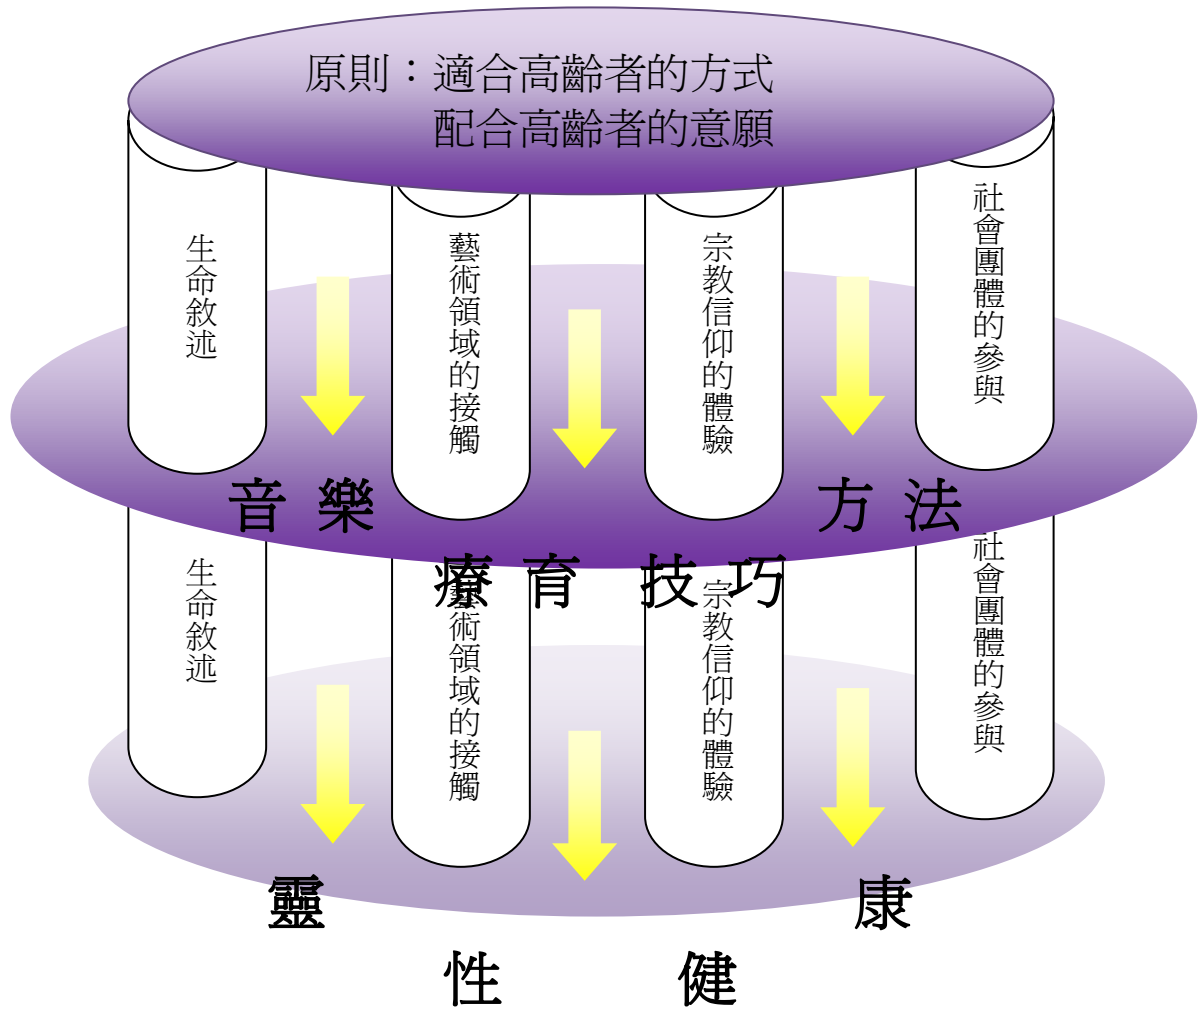 原則：適合高齡者的方式
配合高齡者的意願
生命敘述
藝術領域的接觸
宗教信仰的體驗
社會團體的參與
音樂療育技巧方法
生命敘述
藝術領域的接觸
宗教信仰的體驗
社會團體的參與
靈性健康